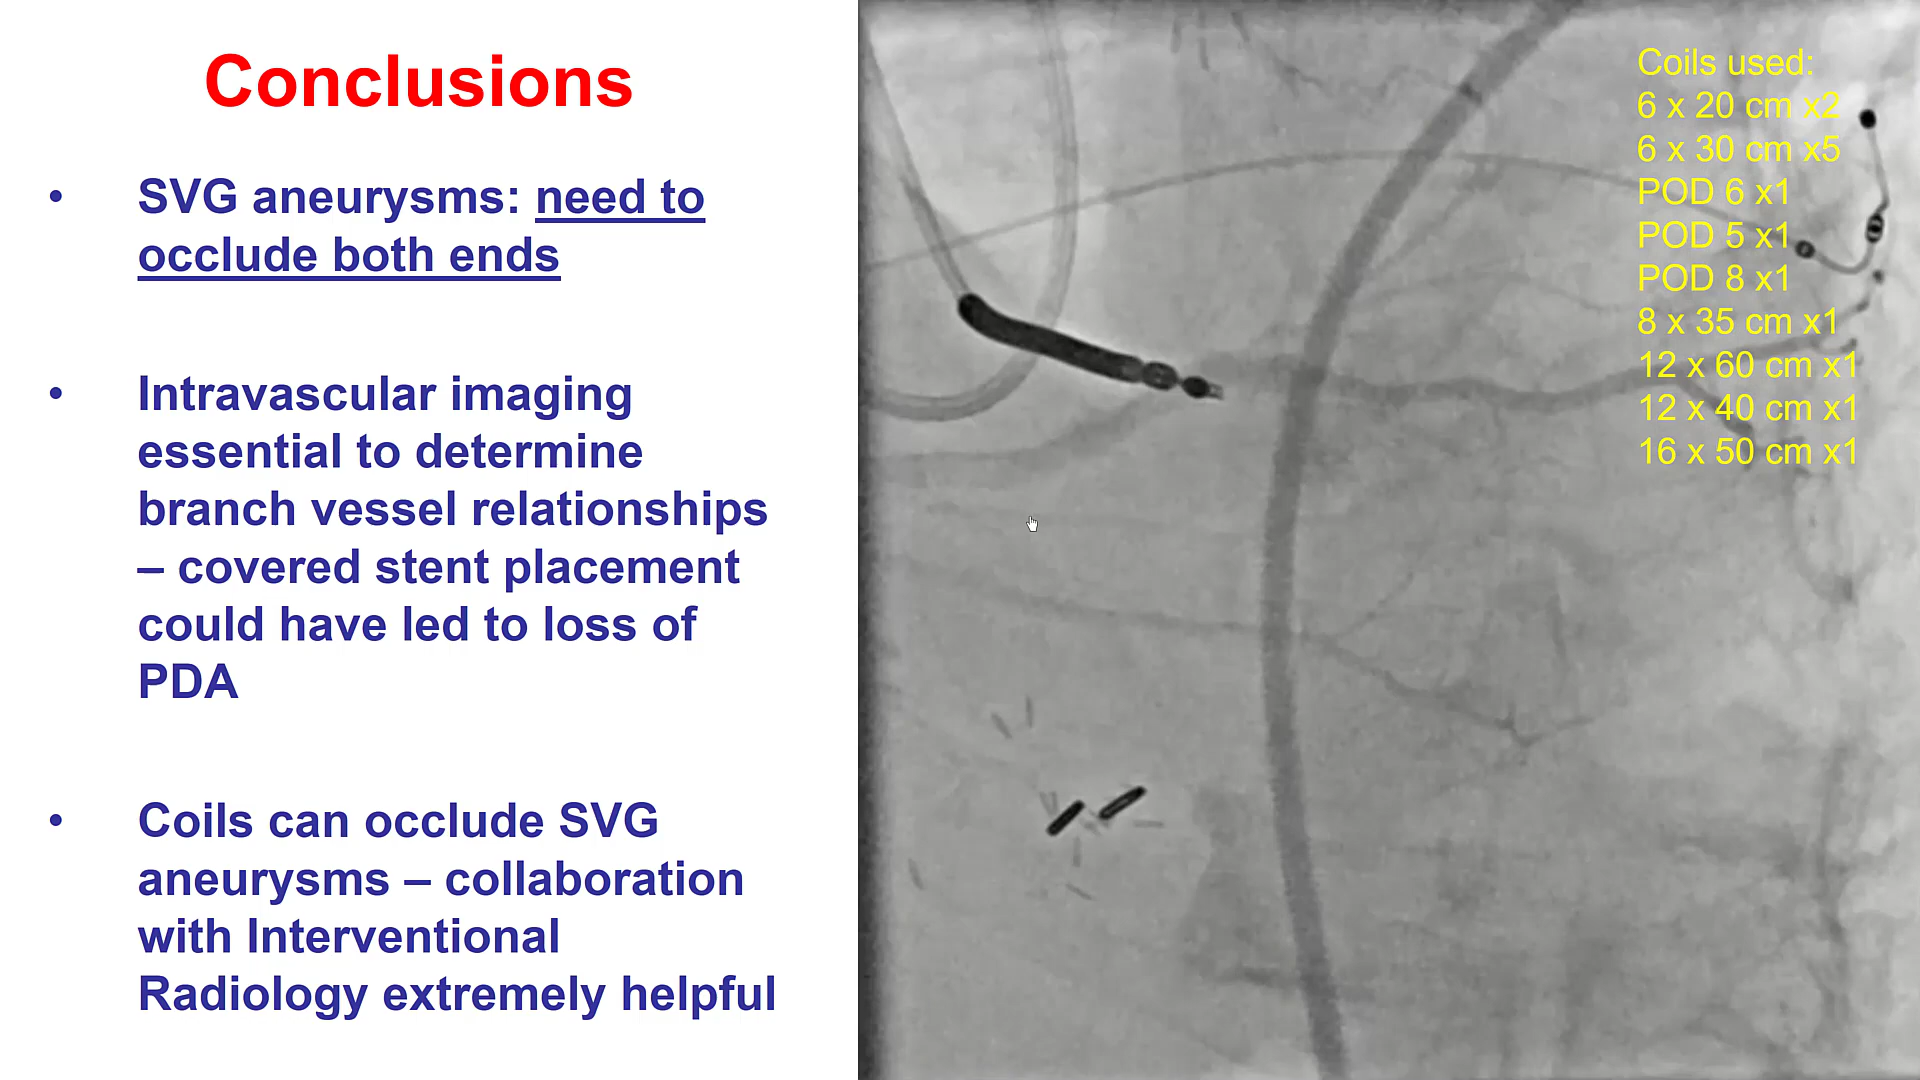 Conclusions
• SVG aneurysms: need to
occlude both ends
• Intravascular imaging
essential to determine
branch vessel relationships
– covered stent placement
could have led to loss of
PDA
• Coils can occlude SVG
aneurysms – collaboration
with Interventional
Radiology extremely helpful
Coils used:
6 x 20 cm x2
6 x 30 cm x5
POD 6 x1
POD 5 x1
POD 8 x1
8 x 35 cm x1
12 x 60 cm x1
12 x 40 cm x1
16 x 50 cm x1